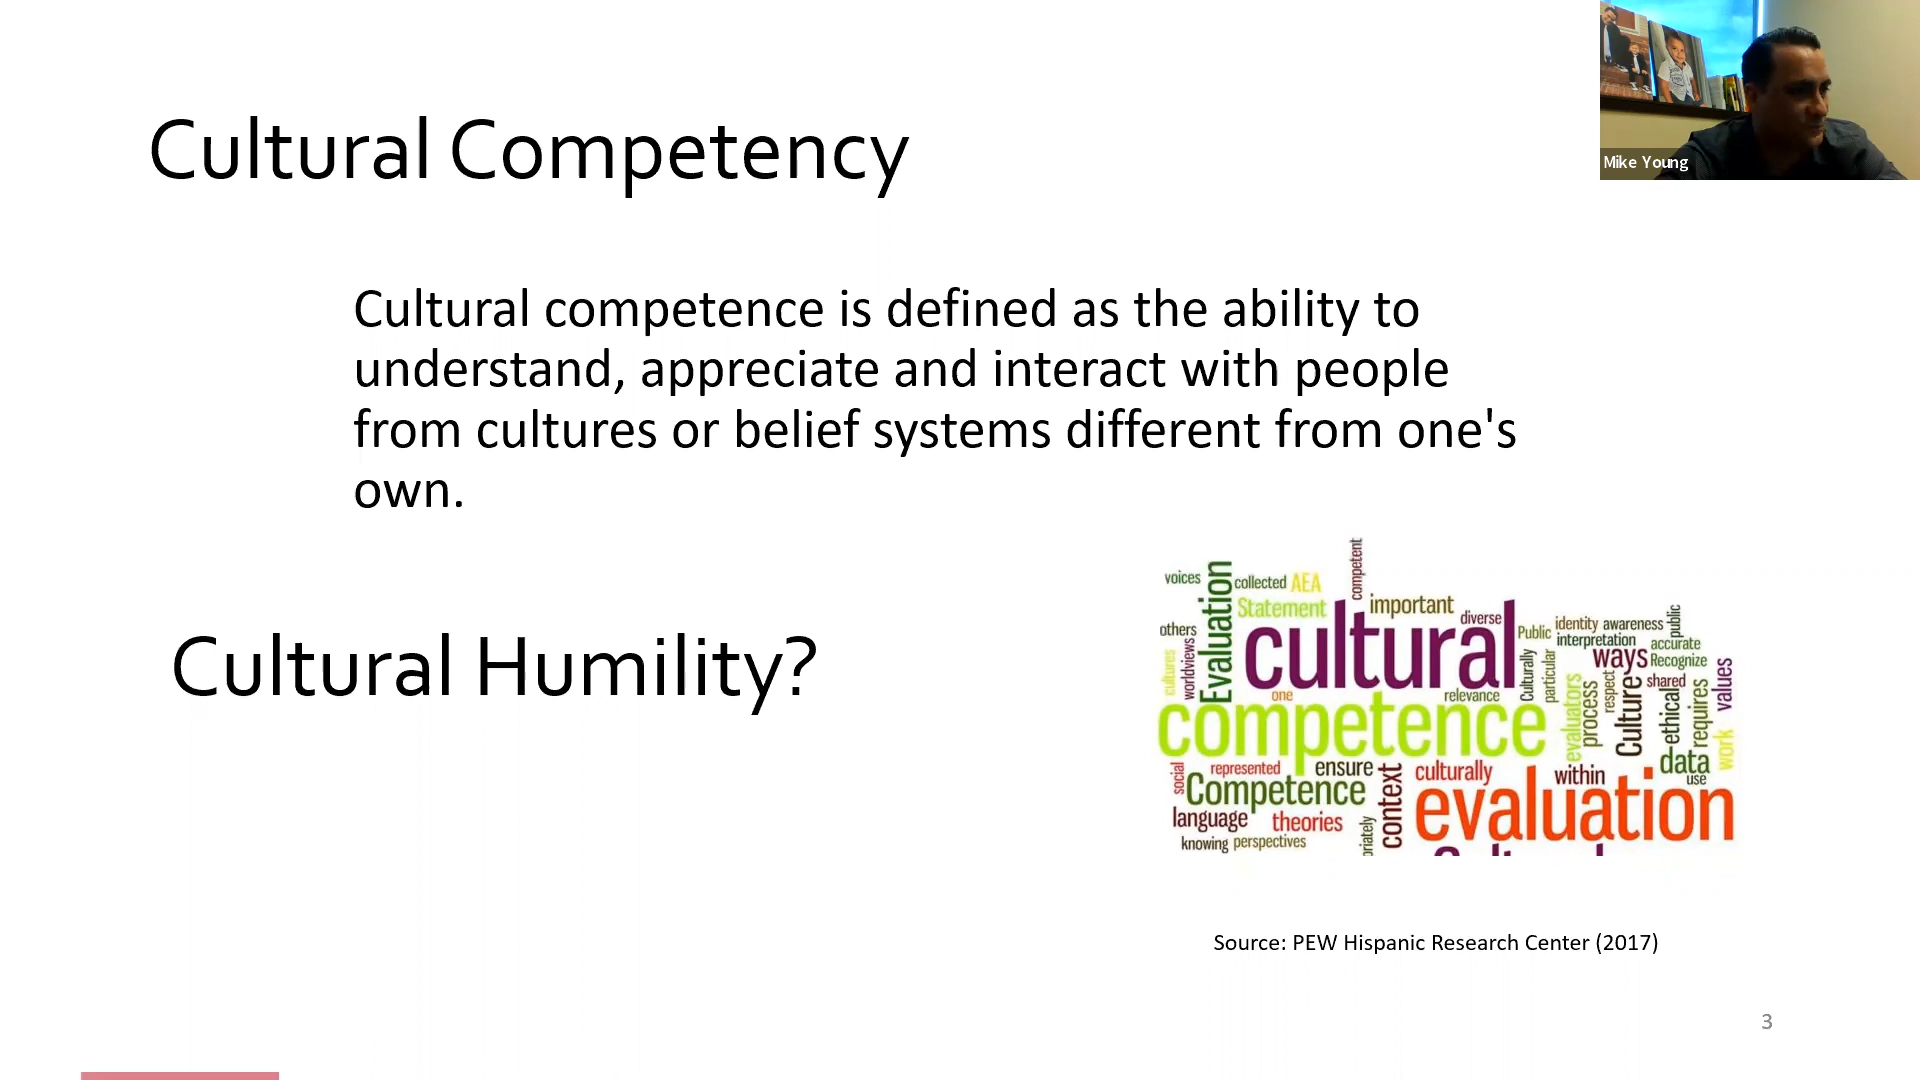 Mike Young
Cultural Competency
Cultural competence is defined as the ability to
understand, appreciate and interact with people
from cultures or belief systems different from one's
own.
Cultural Humility?
competent
voices
Evaluation
collected
AEA
Statement
important
cultural
diverse
Public
identity
awareness
public
interpretation
accurate
others
worldviews
cultures
one
relevance
Culturally
particular
ways
Recognize
shared
respect
values
competence
evaluators
process
Culture
ethical
requires
work
data
use
social
represented
ensure
context
culturally
within
Competence
evaluation
language
theories
knowing
perspectives
Source: PEW Hispanic Research Center (2017)
3